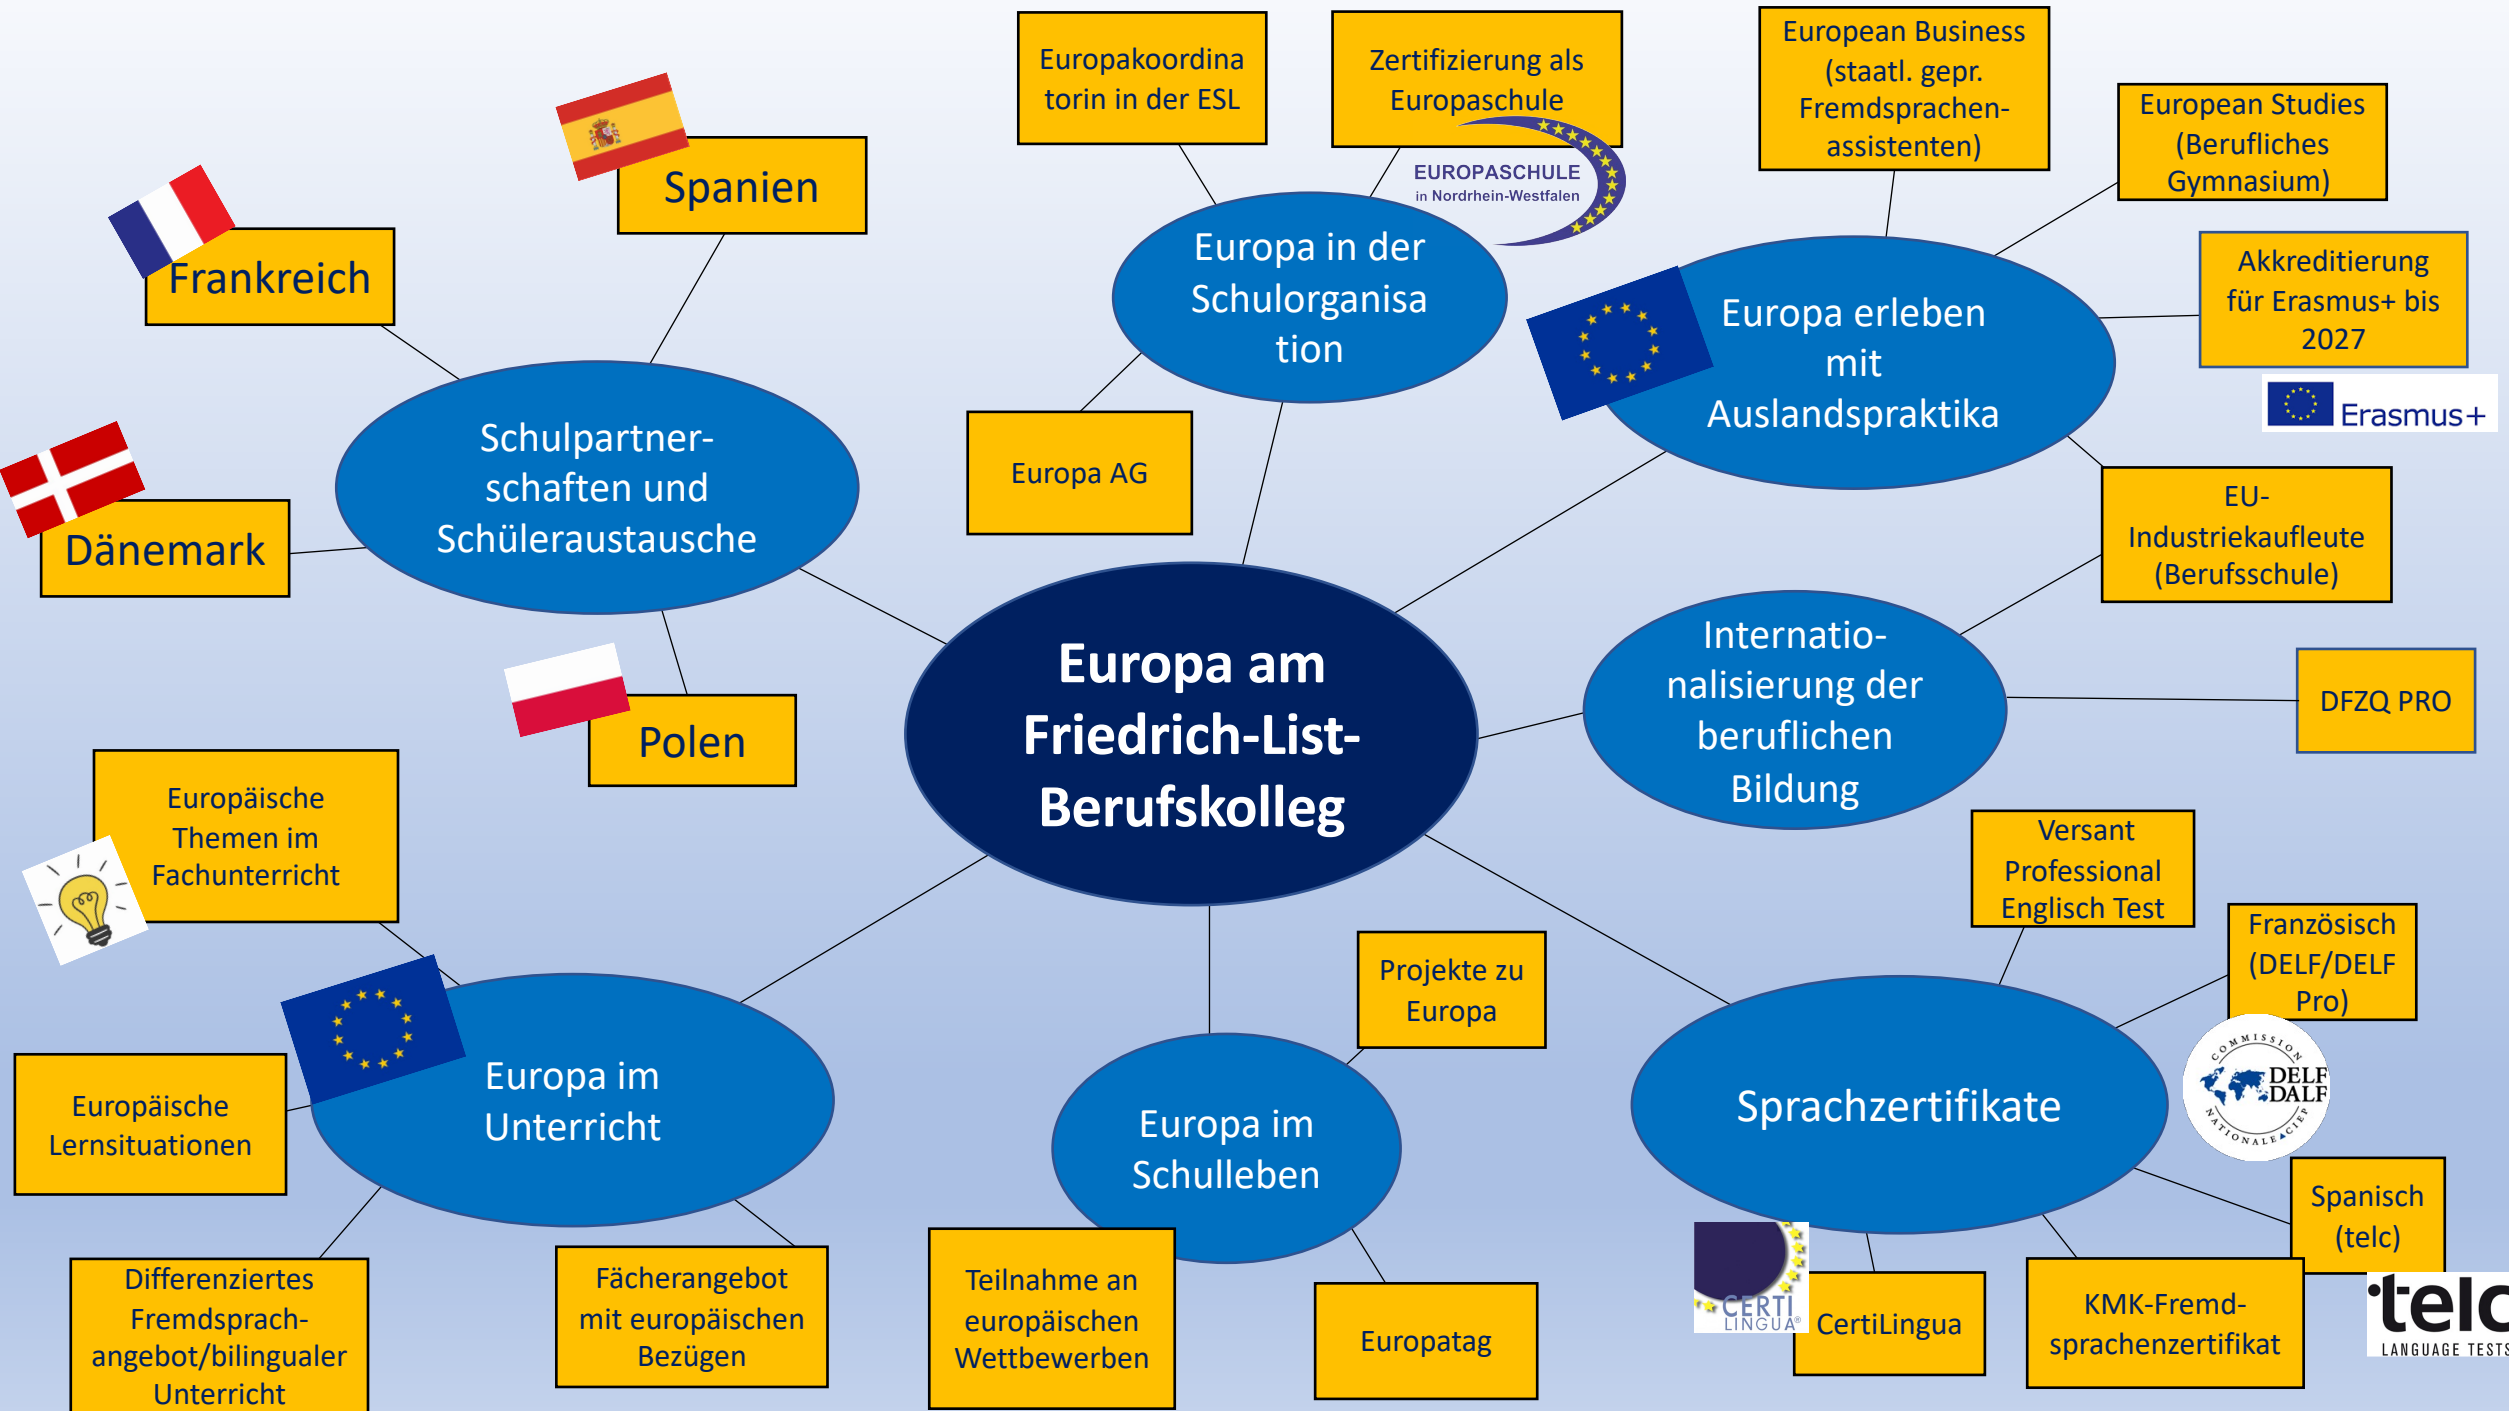 Europakoordina
torin in der ESL
Zertifizierung als
Europaschule
EUROPASCHULE
in Nordrhein-Westfalen
European Business
(staatl. gepr.
Fremdsprachen-
assistenten)
European Studies
(Berufliches
Gymnasium)
Spanien
Frankreich
Europa in der
Schulorganisa
tion
Europa erleben
mit
Auslandspraktika
Akkreditierung
für Erasmus+ bis
2027
Erasmus+
Schulpartner-
schaften und
Schüleraustausche
Europa AG
EU-
Industriekaufleute
(Berufsschule)
Dänemark
Polen
Europa am
Friedrich-List-
Berufskolleg
Internatio-
nalisierung der
beruflichen
Bildung
DFZQ PRO
Europäische
Themen im
Fachunterricht
Versant
Professional
Englisch Test
Französisch
(DELF/DELF
Pro)
Projekte zu
Europa
COMMISSION
DELF
DALF
NATIONALE CIEP
Europa im
Unterricht
Europäische
Lernsituationen
Europa im
Schulleben
Sprachzertifikate
Spanisch
(telc)
Differenziertes
Fremdsprach-
angebot/bilingualer
Unterricht
Fächerangebot
mit europäischen
Bezügen
Teilnahme an
europäischen
Wettbewerben
Europatag
CERTI
LINGUA®
CertiLingua
KMK-Fremd-
sprachenzertifikat
telc
LANGUAGE TESTS